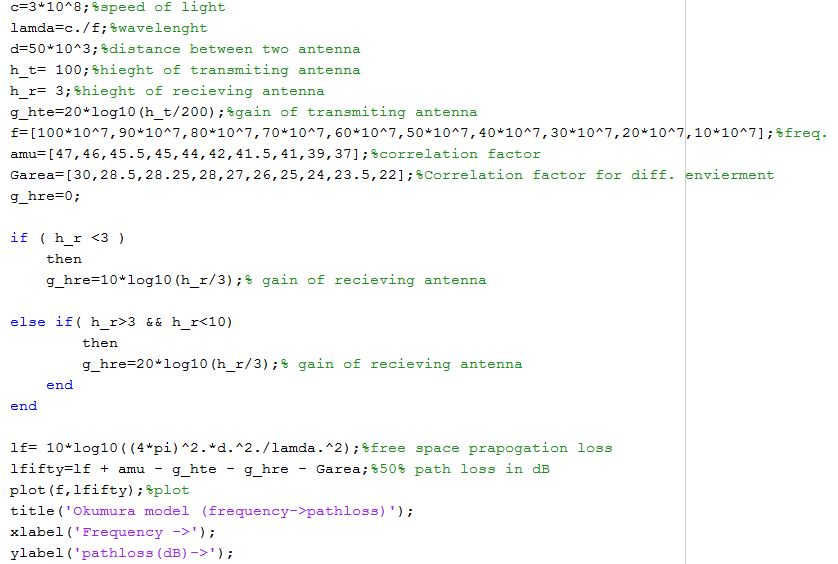 c=3*10^8;%speed of light
lamda=c./f;%wavelenght
d=50*10^3;%distance between two antenna
h_t= 100;%hieght of transmiting antenna
h_r= 3;%hieght of recieving antenna
g_hte=20*log10(h_t/200);%gain of transmiting antenna
f=[100*10^7,90*10^7,80*10^7,70*10^7,60*10^7,50*10^7,40*10^7,30*10^7,20*10^7,10*10^7];%freq.
amu=[47,46,45.5,45,44,42,41.5,41,39,37];%correlation factor
Garea=[30,28.5,28.25,28,27,26,25,24,23.5,22];%Correlation factor for diff. envierment
g_hre=0;
if ( h_r <3 )
then
g_hre=10*log10(h_r/3);% gain of recieving antenna
else if( h_r>3 && h_r<10)
then
g_hre=20*log10(h_r/3);% gain of recieving antenna
end
end
lf= 10*log10((4*pi)^2.*d.^2./lamda.^2);%free space prapogation loss
lfifty=lf + amu - g_hte - g_hre - Garea;%50% path loss in dB
plot(f,lfifty);%plot
title('Okumura model (frequency->pathloss)');
xlabel('Frequency ->');
ylabel('pathloss(dB)->');